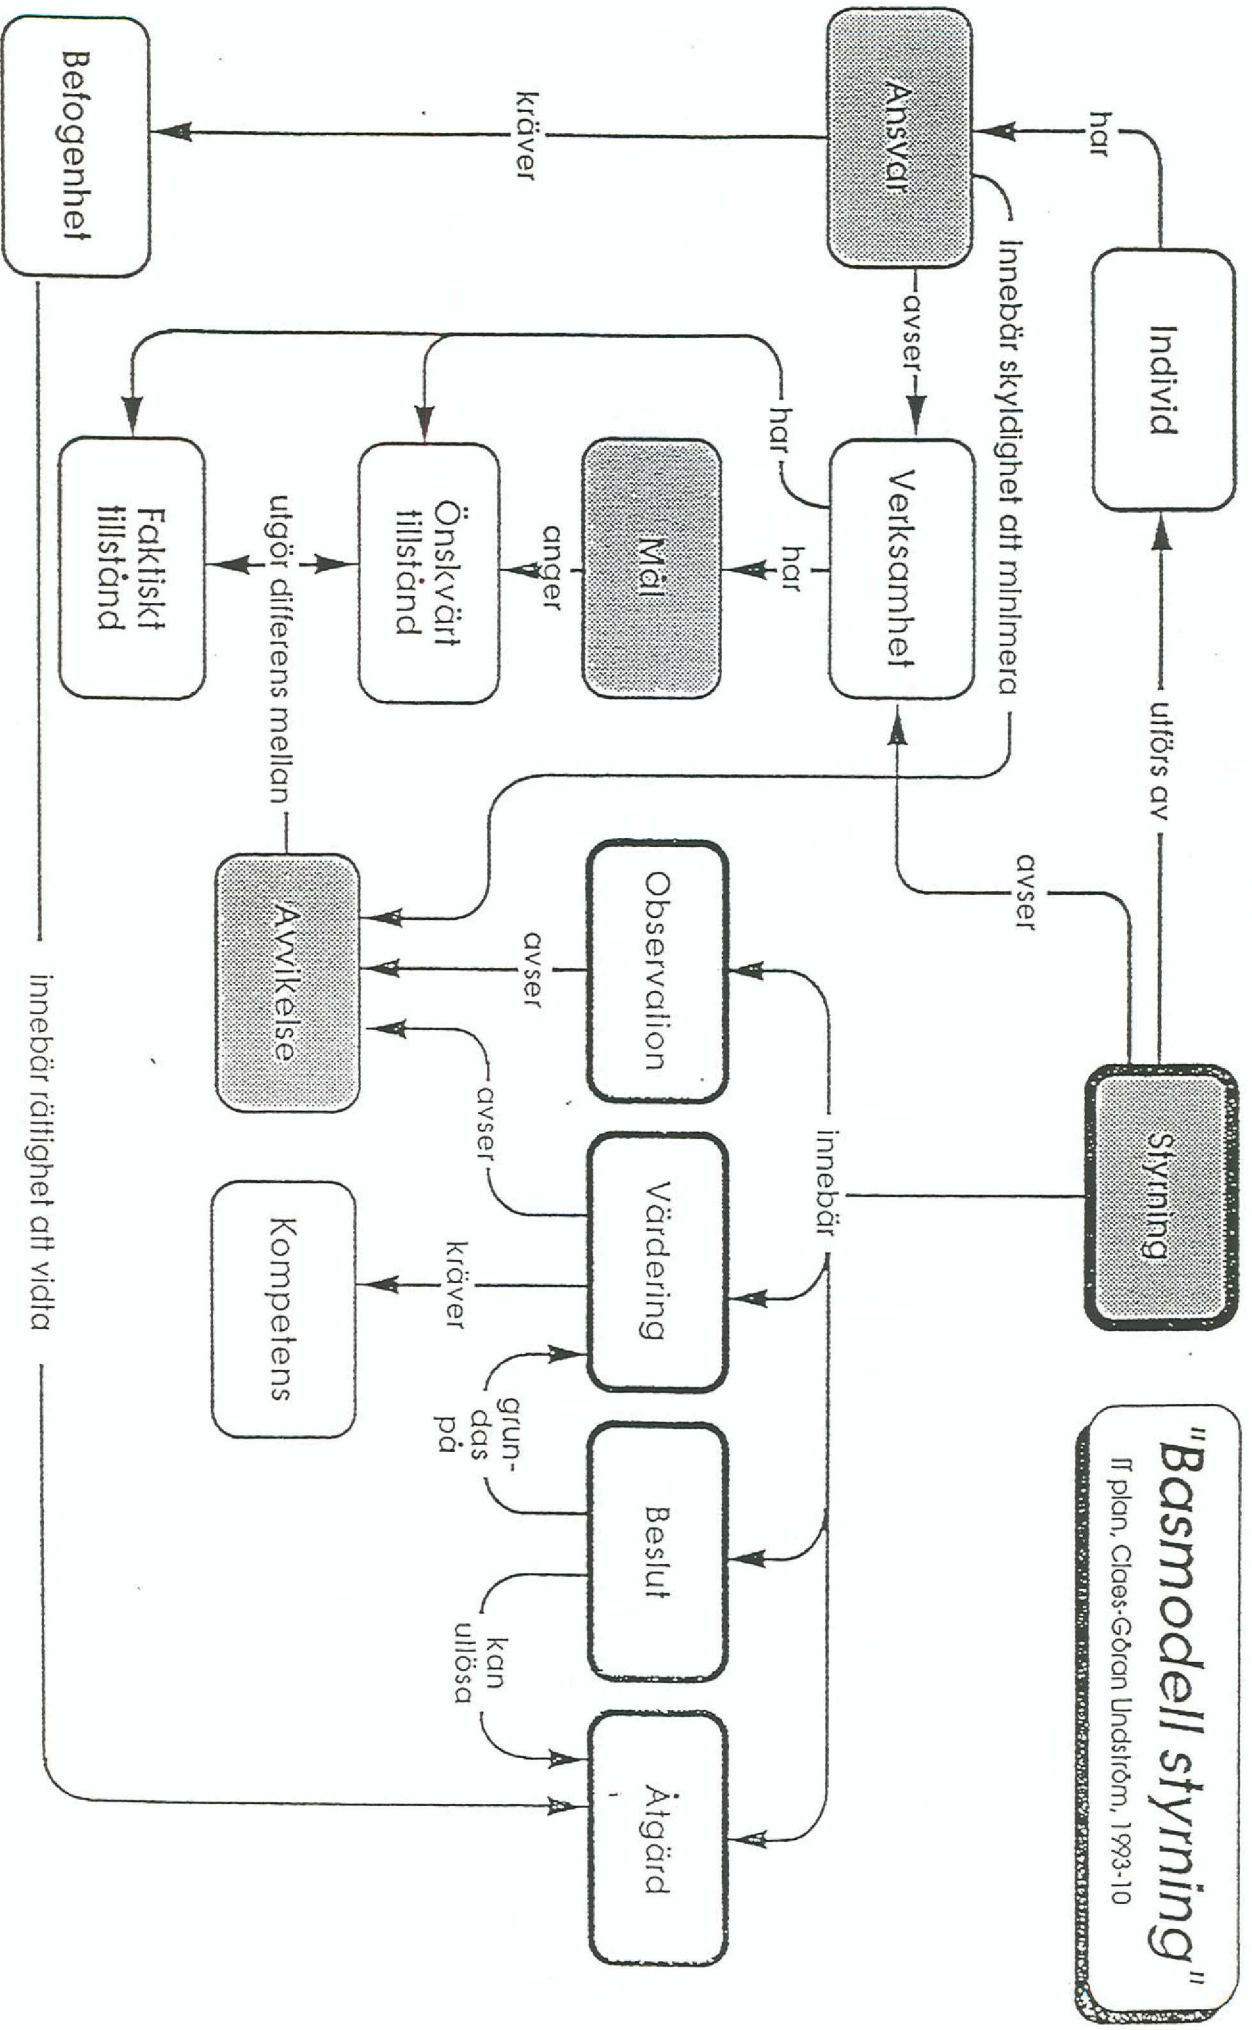 "Basmodell styrning"
IT plan, Claes-Göran Lindström, 1993-10
Individ
utförs av
Styrning
har
avser
Innebär skyldighet att minimera
Ansvar
avser
Verksamhet
innebär
har
har
Mål
Observation
Värdering
Beslut
Åtgärd
kräver
anger
avser
avser
kräver
grun-
das
på
kan
utlösa
Önskvärt
tillstånd
utgör differens mellan
Avvikelse
Kompetens
Faktiskt
tillstånd
Befogenhet
innebär rättighet att vidta